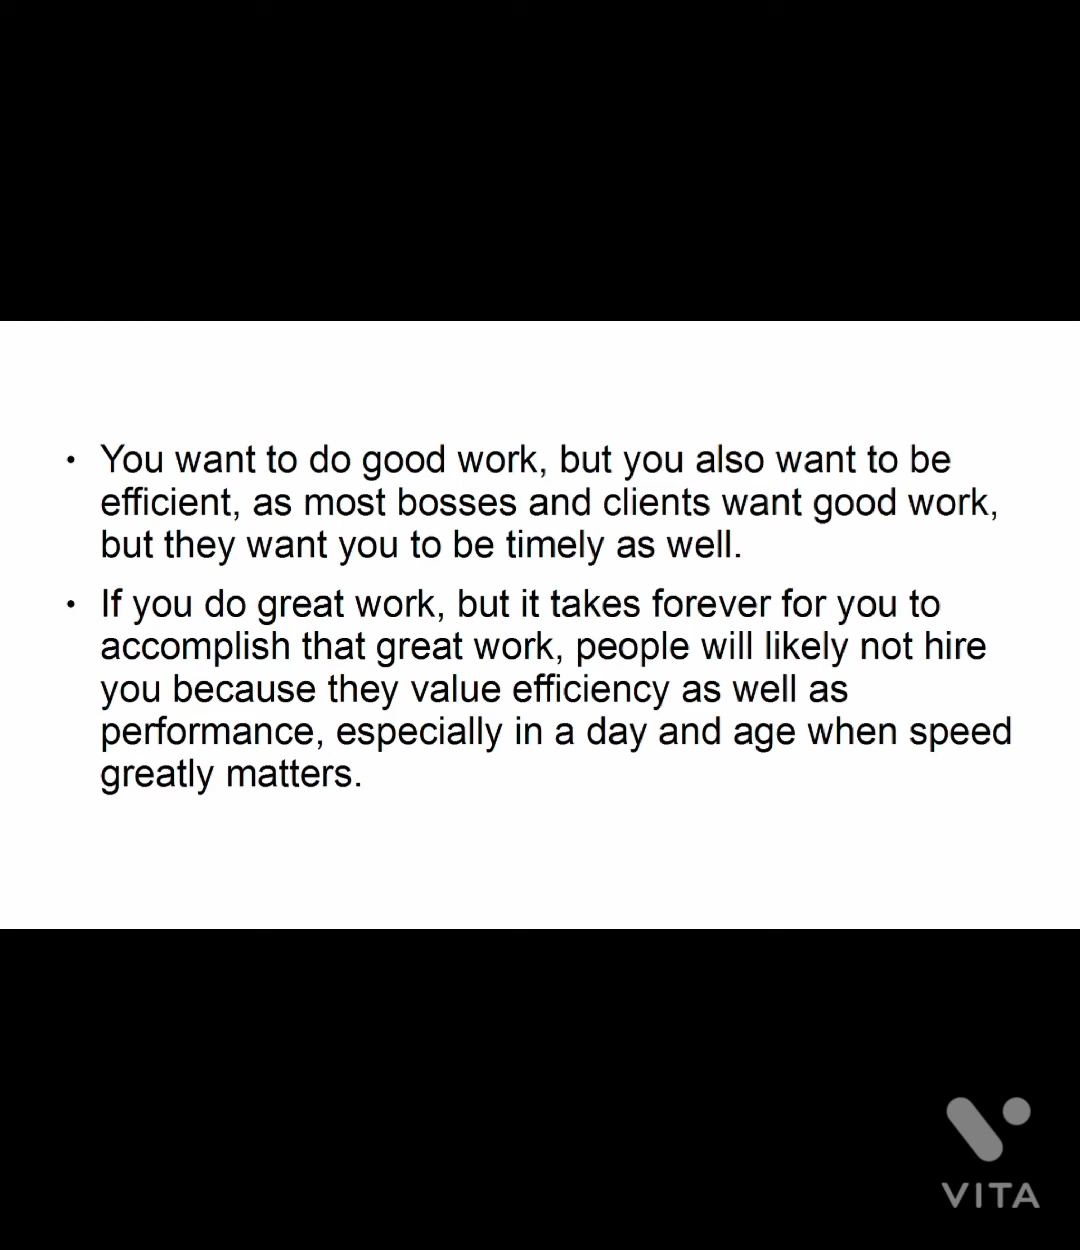 • You want to do good work, but you also want to be
efficient, as most bosses and clients want good work,
but they want you to be timely as well.
• If you do great work, but it takes forever for you to
accomplish that great work, people will likely not hire
you because they value efficiency as well as
performance, especially in a day and age when speed
greatly matters.
VITA